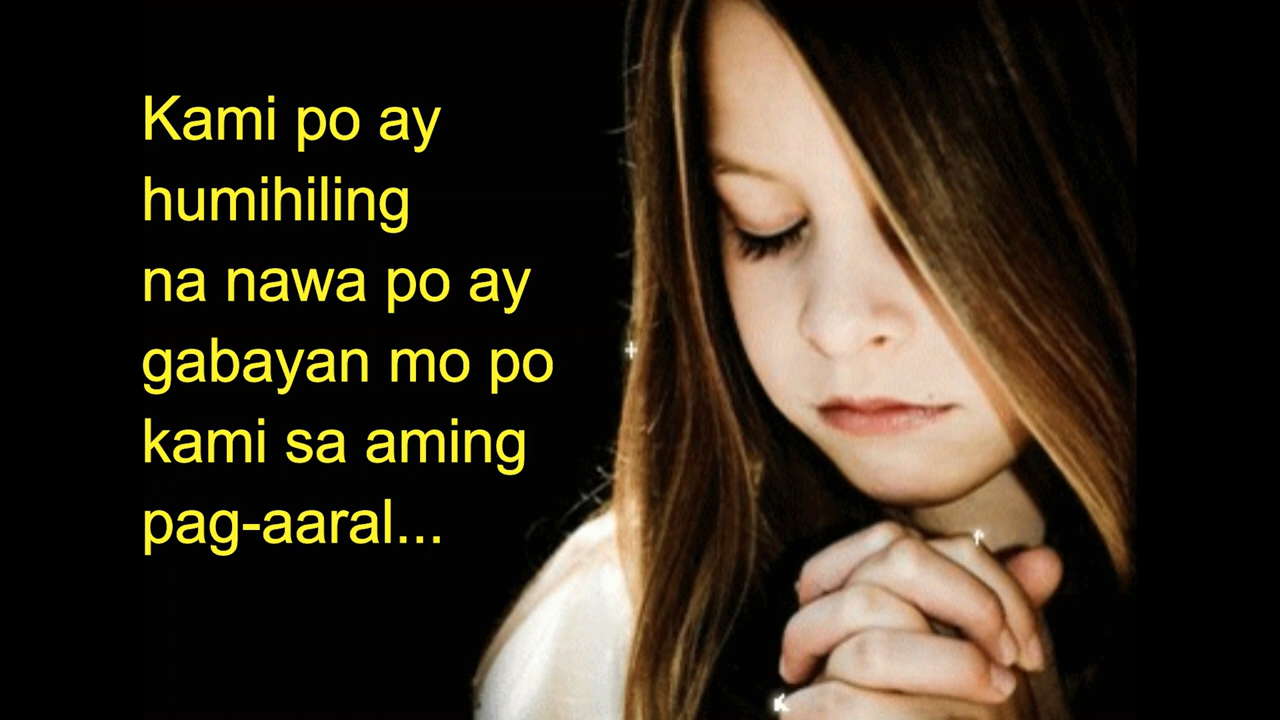 Kami po ay
humihiling
na nawa po ay
gabayan mo po
kami sa aming
pag-aaral...